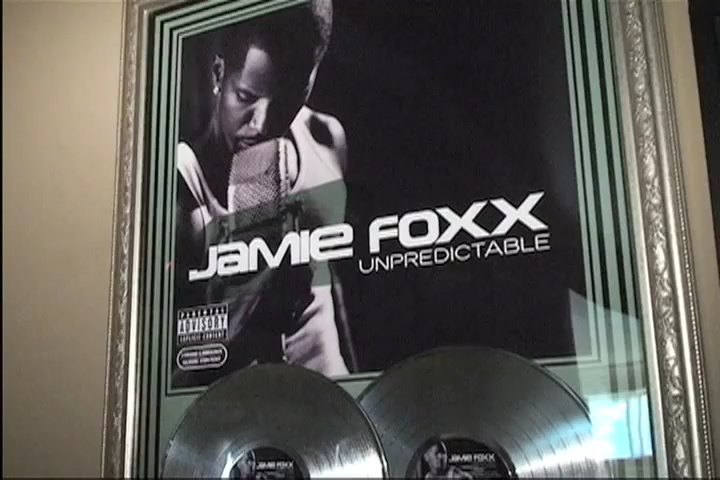 JAMIE FOXX
UNPREDICTABLE
PARENTAL
ADVISORY
EXPLICIT CONTENT
JAMIE FOXX
JAMIE FOXX